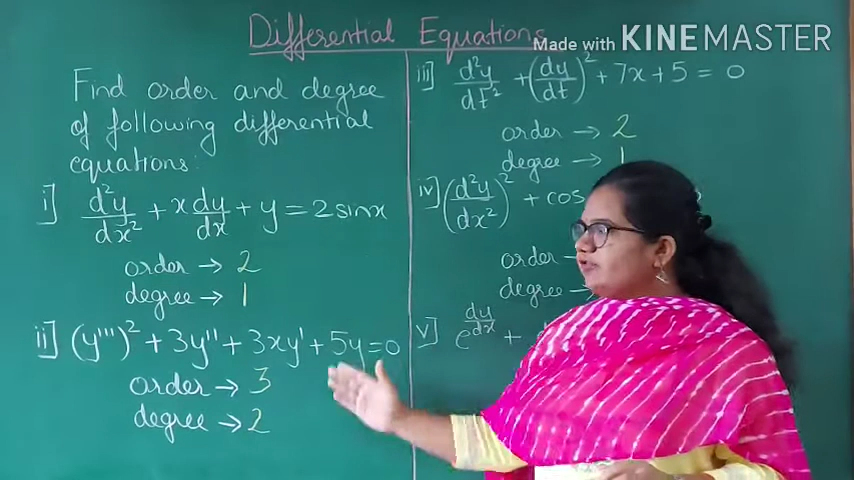 Differential Equations
Made with KINEMASTER
Find order and degree
of following differential
equations:
i] d²y/dx² + x dy/dx + y = 2 sinx
order → 2
degree → 1
ii] (y''')² + 3y'' + 3xy' + 5y = 0
order → 3
degree → 2
iii] d²y/dt² + (dy/dt)² + 7x + 5 = 0
order → 2
degree → 1
iv] (d²y/dx²)² + cos
order →
degree →
v] e^(dy/dx) +